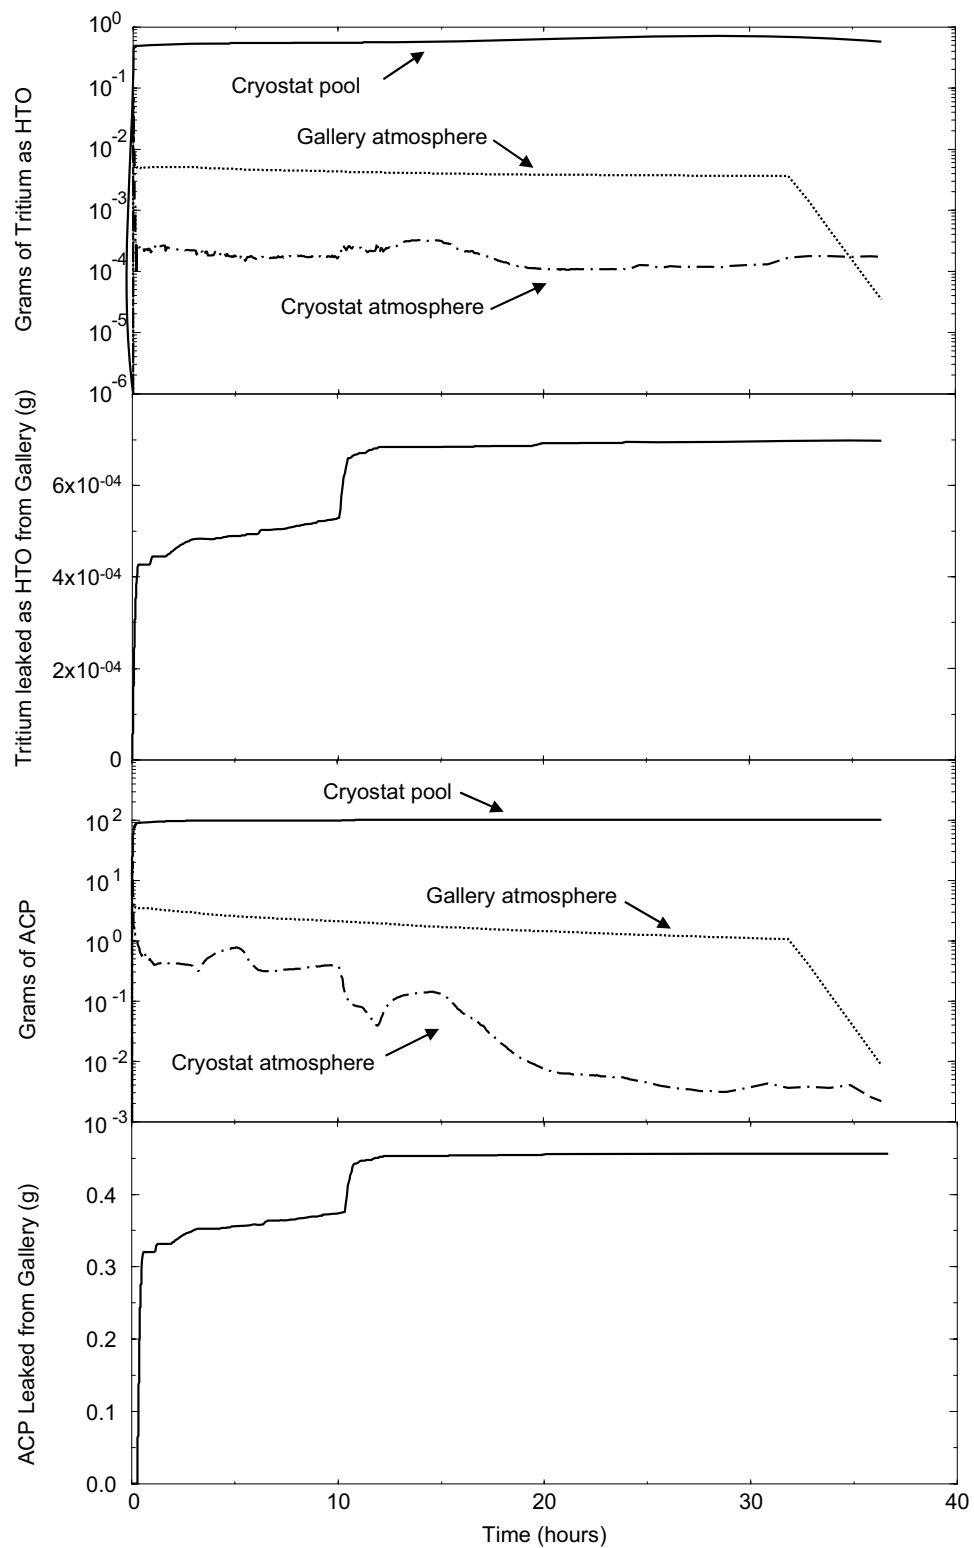 Grams of Tritium as HTO
10^0
10^-1
10^-2
10^-3
10^-4
10^-5
10^-6
Cryostat pool
Gallery atmosphere
Cryostat atmosphere
Tritium leaked as HTO from Gallery (g)
6x10^-04
4x10^-04
2x10^-04
0
Grams of ACP
10^2
10^1
10^0
10^-1
10^-2
10^-3
Cryostat pool
Gallery atmosphere
Cryostat atmosphere
ACP Leaked from Gallery (g)
0.4
0.3
0.2
0.1
0.0
0 10 20 30 40
Time (hours)